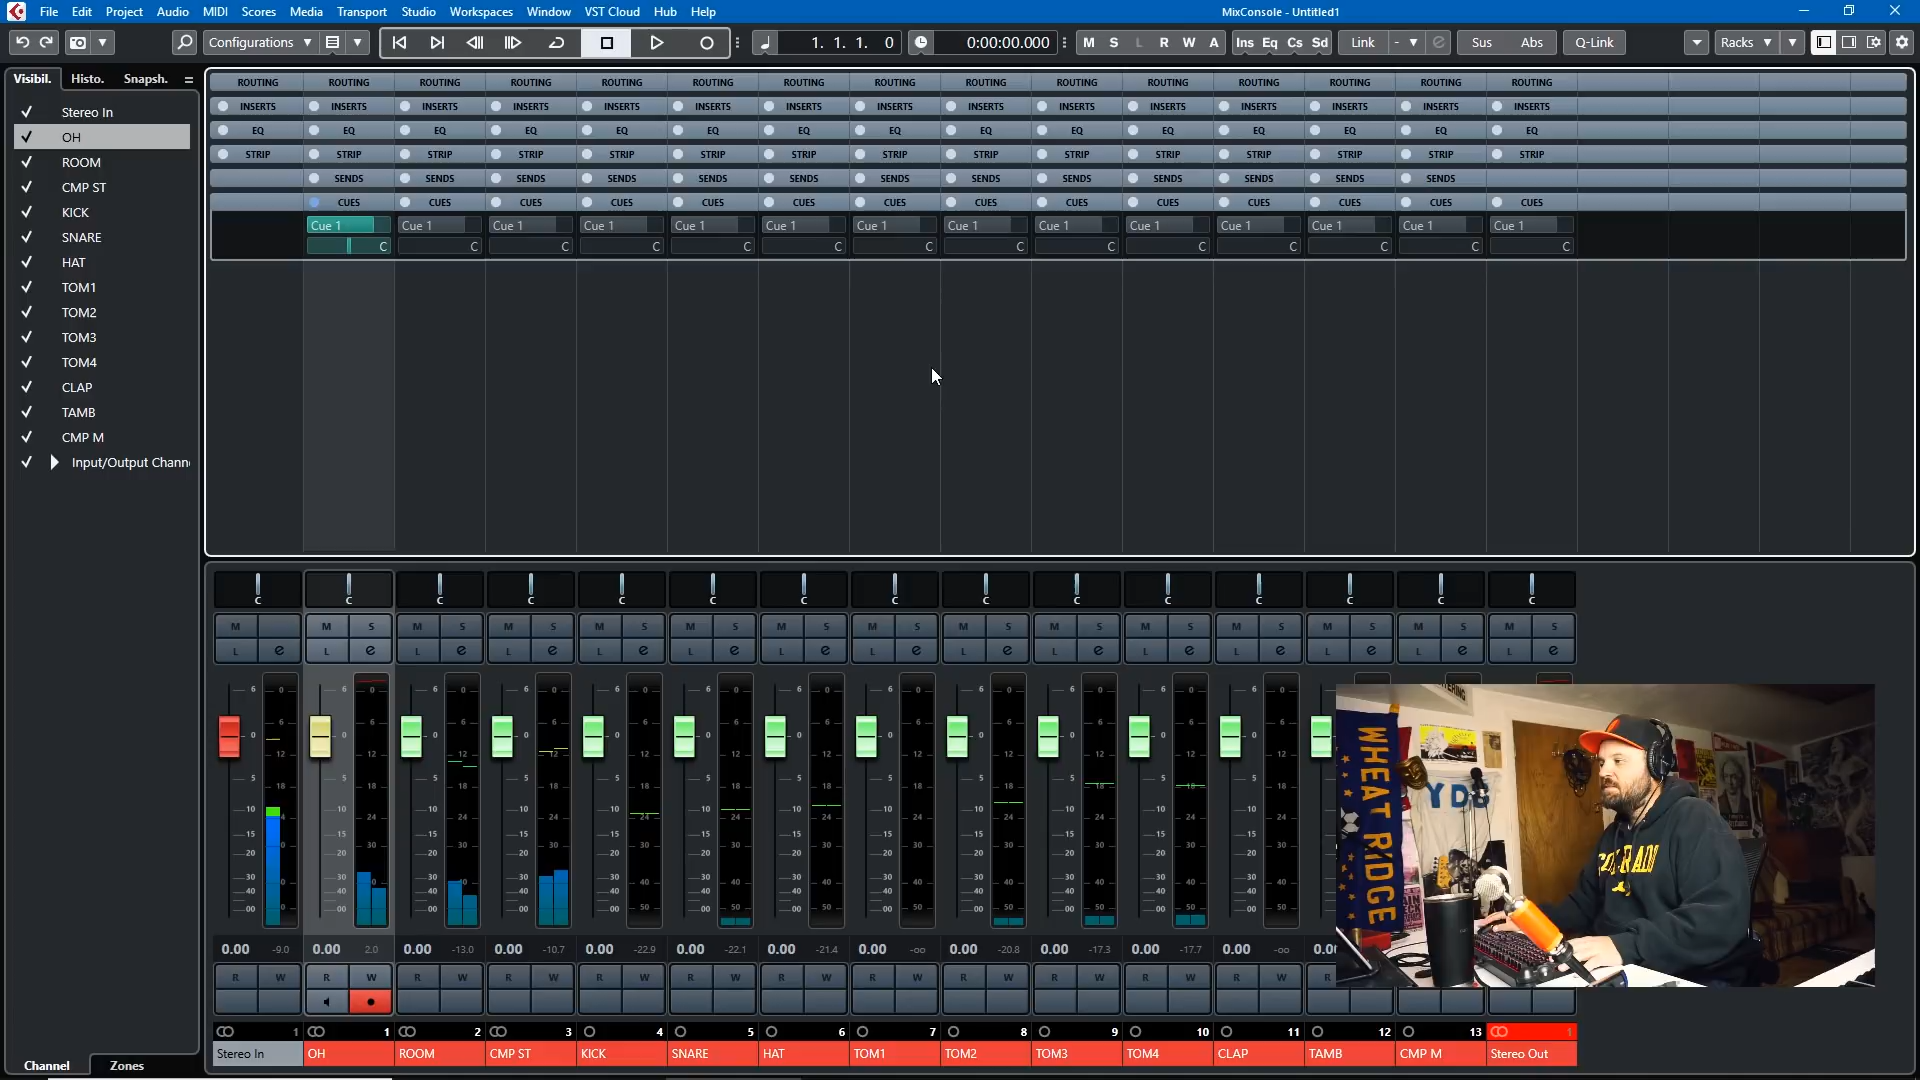 File Edit Project Audio MIDI Scores Media Transport Studio Workspaces Window VST Cloud Hub Help
MixConsole - Untitled1
Configurations
1. 1. 1. 0
0:00:00.000
M S L R W A
Ins Eq Cs Sd
Link -
Sus Abs
Q-Link
Racks
Visibil. Histo. Snapsh.
Stereo In
OH
ROOM
CMP ST
KICK
SNARE
HAT
TOM1
TOM2
TOM3
TOM4
CLAP
TAMB
CMP M
Input/Output Chann
Channel Zones
ROUTING ROUTING ROUTING ROUTING ROUTING ROUTING ROUTING ROUTING ROUTING ROUTING ROUTING ROUTING ROUTING ROUTING ROUTING
INSERTS INSERTS INSERTS INSERTS INSERTS INSERTS INSERTS INSERTS INSERTS INSERTS INSERTS INSERTS INSERTS INSERTS INSERTS
EQ EQ EQ EQ EQ EQ EQ EQ EQ EQ EQ EQ EQ EQ EQ
STRIP STRIP STRIP STRIP STRIP STRIP STRIP STRIP STRIP STRIP STRIP STRIP STRIP STRIP STRIP
SENDS SENDS SENDS SENDS SENDS SENDS SENDS SENDS SENDS SENDS SENDS SENDS SENDS
CUES CUES CUES CUES CUES CUES CUES CUES CUES CUES CUES CUES CUES CUES
Cue 1 Cue 1 Cue 1 Cue 1 Cue 1 Cue 1 Cue 1 Cue 1 Cue 1 Cue 1 Cue 1 Cue 1 Cue 1 Cue 1
C C C C C C C C C C C C C C
C C C C C C C C C C C C C C C
M M S M S M S M S M S M S M S M S M S M S M S M S M S M S
L e L e L e L e L e L e L e L e L e L e L e L e L e L e L e
0.00 -9.0 0.00 2.0 0.00 -13.0 0.00 -10.7 0.00 -22.9 0.00 -22.1 0.00 -21.4 0.00 -oo 0.00 -20.8 0.00 -17.3 0.00 -17.7 0.00 -oo 0.0
R W R W R W R W R W R W R W R W R W R W R W R W R
1 1 2 3 4 5 6 7 8 9 10 11 12 13 1
Stereo In OH ROOM CMP ST KICK SNARE HAT TOM1 TOM2 TOM3 TOM4 CLAP TAMB CMP M Stereo Out
WHEAT RIDGE
YDB